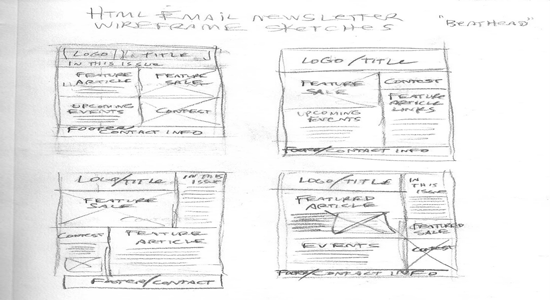 HTML EMAIL NEWSLETTER
WIREFRAME SKETCHES
"BEATHEAD"
LOGO/TITLE
IN THIS ISSUE
FEATURE
ARTICLE
FEATURE
SALE
UPCOMING
EVENTS
CONTEST
FOOTER/CONTACT INFO
LOGO/TITLE
FEATURE
SALE
UPCOMING
EVENTS
CONTEST
FEATURE
ARTICLE
LINKS
FOOTER/CONTACT INFO
LOGO/TITLE
IN THIS
ISSUE
FEATURE
SALE
CONTEST
FEATURE
ARTICLE
FOOTER/CONTACT
LOGO/TITLE
IN
THIS
ISSUE
FEATURED
ARTICLE
FEATURED
SALE
EVENTS
CONTEST
FOOTER/CONTACT INFO